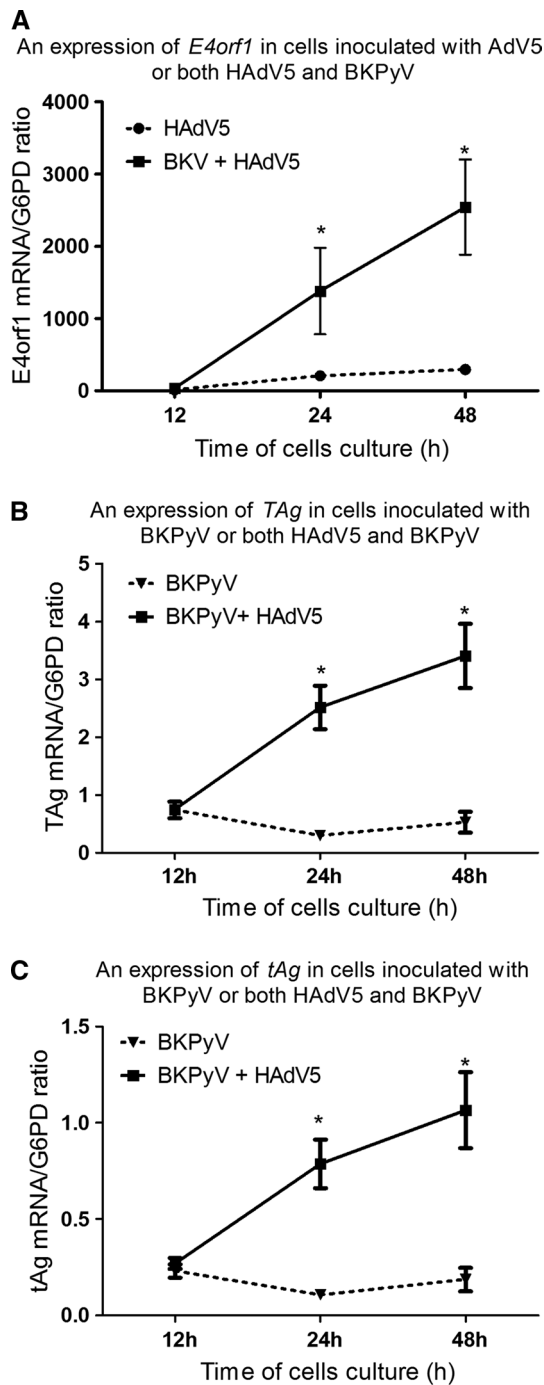 A
An expression of E4orf1 in cells inoculated with AdV5
or both HAdV5 and BKPyV
4000
3000
2000
1000
0
E4orf1 mRNA/G6PD ratio
HAdV5
BKV + HAdV5
*
*
12
24
48
Time of cells culture (h)
B
An expression of TAg in cells inoculated with
BKPyV or both HAdV5 and BKPyV
5
4
3
2
1
0
TAg mRNA/G6PD ratio
BKPyV
BKPyV+ HAdV5
*
*
12h
24h
48h
Time of cells culture (h)
C
An expression of tAg in cells inoculated with
BKPyV or both HAdV5 and BKPyV
1.5
1.0
0.5
0.0
tAg mRNA/G6PD ratio
BKPyV
BKPyV + HAdV5
*
*
12h
24h
48h
Time of cells culture (h)